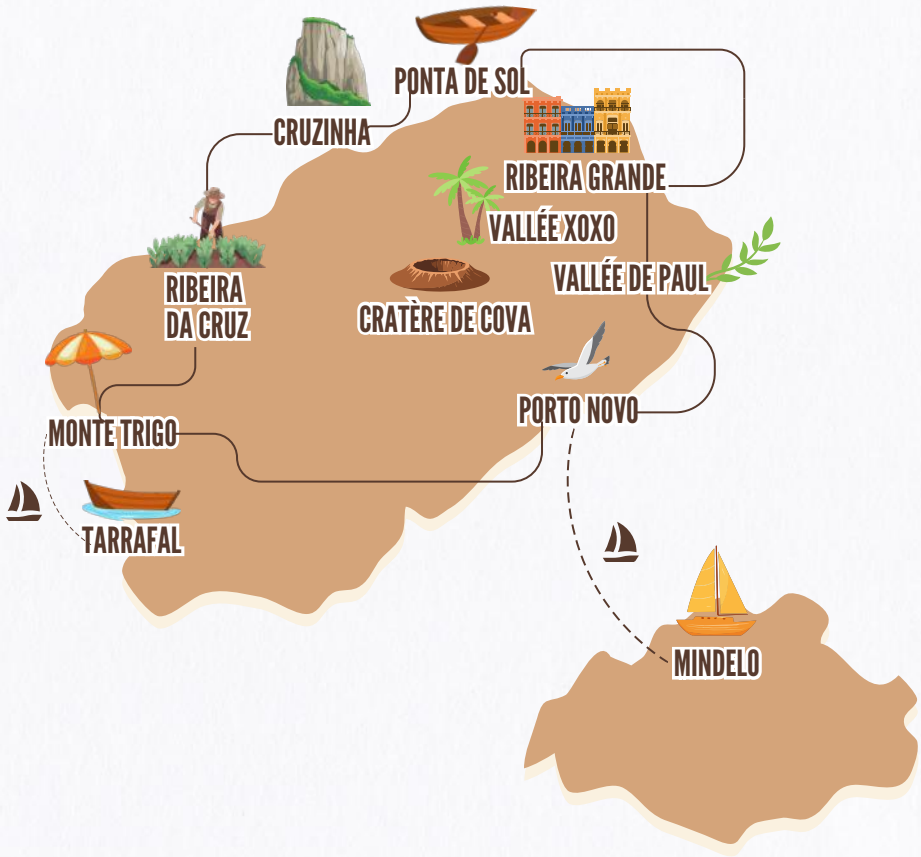 PONTA DE SOL
CRUZINHA
RIBEIRA GRANDE
VALLÉE XOXO
VALLÉE DE PAUL
RIBEIRA
DA CRUZ
CRATÈRE DE COVA
PORTO NOVO
MONTE TRIGO
TARRAFAL
MINDELO